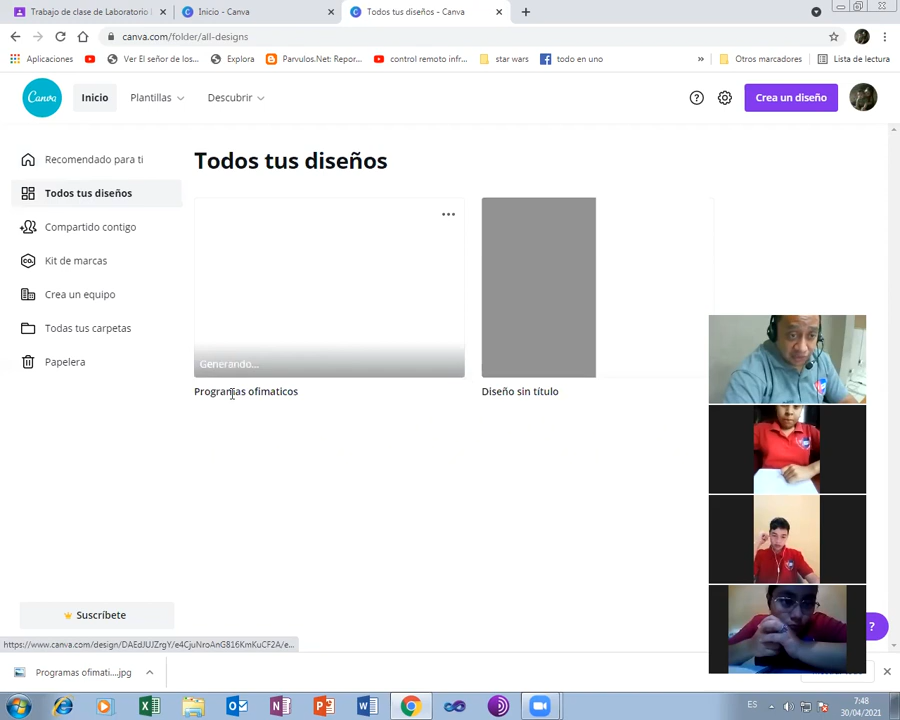 Trabajo de clase de Laboratorio
Inicio - Canva
Todos tus diseños - Canva
canva.com/folder/all-designs
Aplicaciones
Ver El señor de los...
Explora
Parvulos.Net: Repor...
control remoto infr...
star wars
todo en uno
»
Otros marcadores
Lista de lectura
Canva
Inicio
Plantillas
Descubrir
Crea un diseño
Recomendado para ti
Todos tus diseños
Compartido contigo
Kit de marcas
Crea un equipo
Todas tus carpetas
Papelera
Suscríbete
Todos tus diseños
Generando...
Programas ofimaticos
Diseño sin título
?
https://www.canva.com/design/DAEdJUJZrgY/e4CjuNroAnG816KmKuCF2A/e...
Programas ofimati....jpg
ES
7:48
30/04/2021